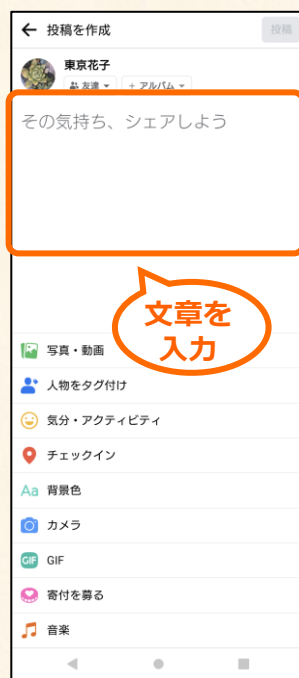 投稿を作成
投稿
東京花子
友達
+ アルバム
その気持ち、シェアしよう
文章を
入力
写真・動画
人物をタグ付け
気分・アクティビティ
チェックイン
Aa 背景色
カメラ
GIF GIF
寄付を募る
音楽